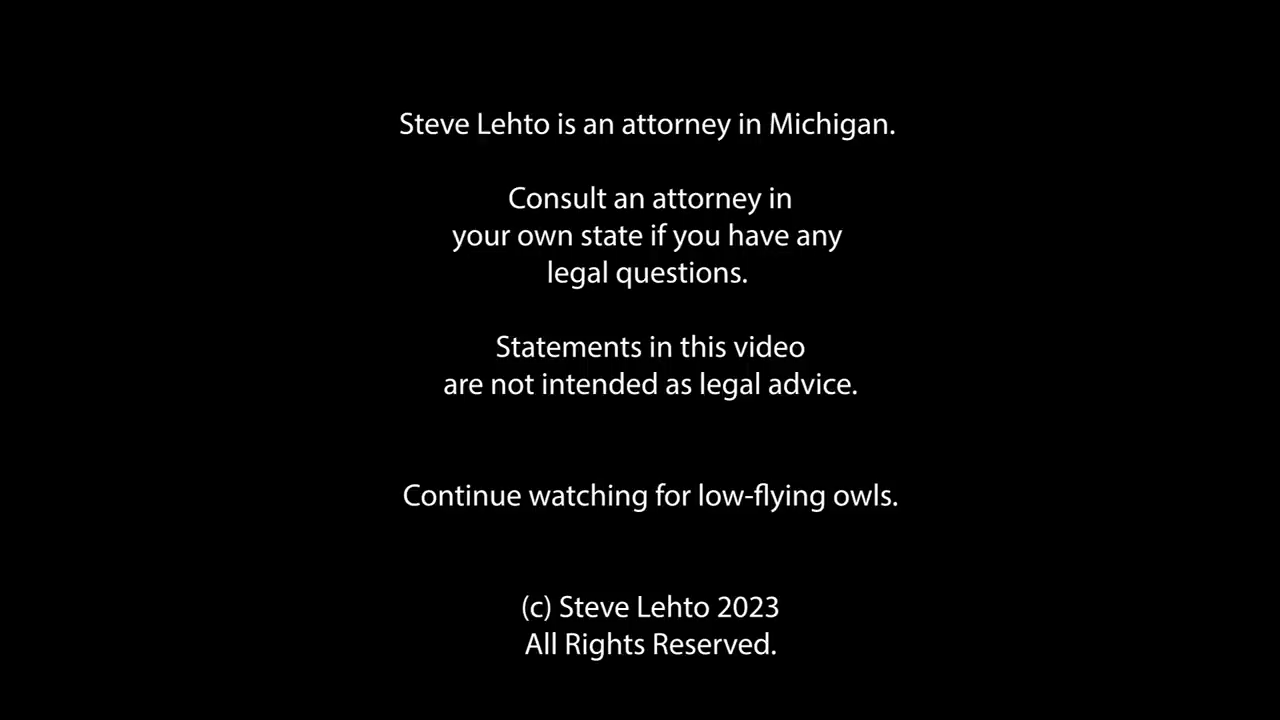 Steve Lehto is an attorney in Michigan.
Consult an attorney in
your own state if you have any
legal questions.
Statements in this video
are not intended as legal advice.
Continue watching for low-flying owls.
(c) Steve Lehto 2023
All Rights Reserved.